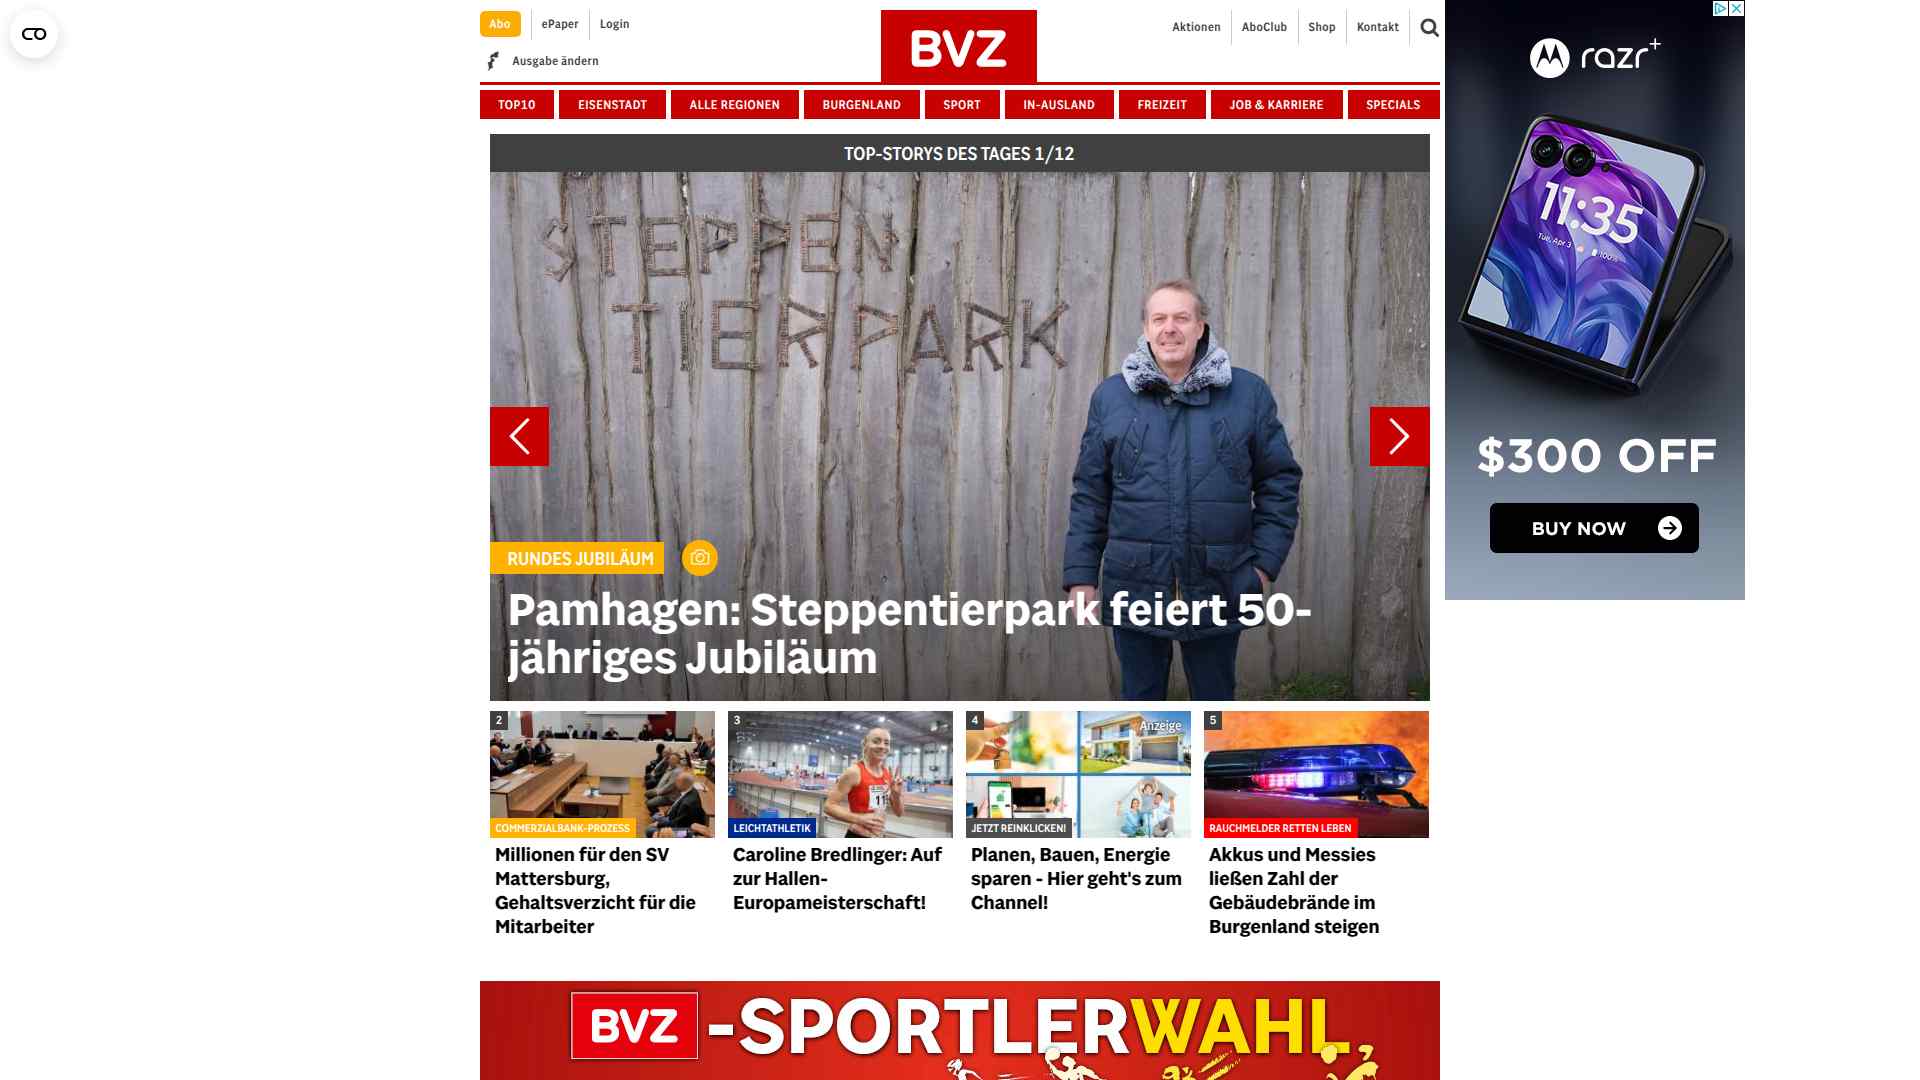 Abo
ePaper
Login
Ausgabe ändern
BVZ
Aktionen
AboClub
Shop
Kontakt
TOP10
EISENSTADT
ALLE REGIONEN
BURGENLAND
SPORT
IN-AUSLAND
FREIZEIT
JOB & KARRIERE
SPECIALS
TOP-STORYS DES TAGES 1/12
STEPPEN
TIERPARK
RUNDES JUBILÄUM
Pamhagen: Steppentierpark feiert 50-
jähriges Jubiläum
2
COMMERZIALBANK-PROZESS
Millionen für den SV
Mattersburg,
Gehaltsverzicht für die
Mitarbeiter
3
LEICHTATHLETIK
Caroline Bredlinger: Auf
zur Hallen-
Europameisterschaft!
4
Anzeige
JETZT REINKLICKEN!
Planen, Bauen, Energie
sparen - Hier geht's zum
Channel!
5
RAUCHMELDER RETTEN LEBEN
Akkus und Messies
ließen Zahl der
Gebäudebrände im
Burgenland steigen
BVZ-SPORTLERWAHL
razr+
11:35
Tue, Apr 3
100%
$300 OFF
BUY NOW